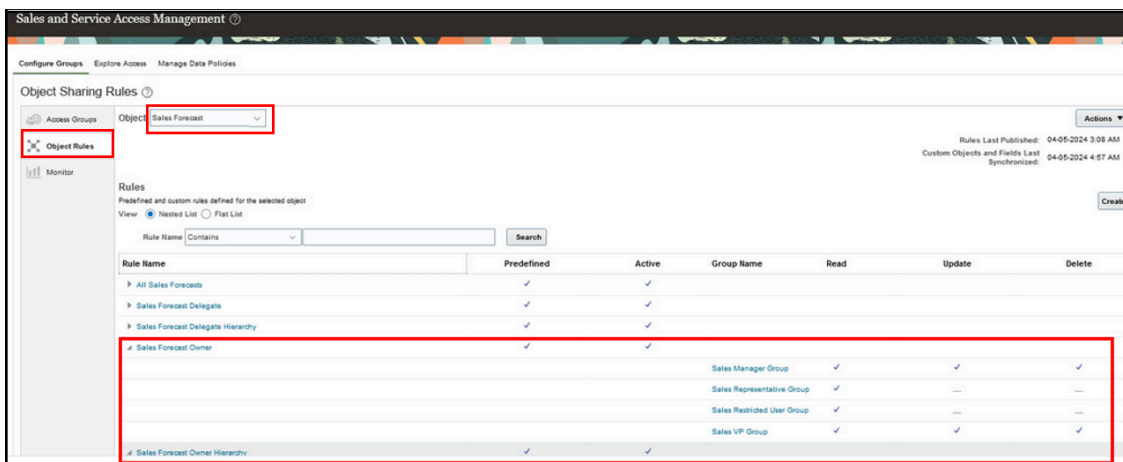 Sales and Service Access Management ?
Configure Groups Explore Access Manage Data Policies
Object Sharing Rules ?
Access Groups
Object Rules
Monitor
Object Sales Forecast
Actions
Rules Last Published: 04-05-2024 3:08 AM
Custom Objects and Fields Last Synchronized: 04-05-2024 4:57 AM
Rules
Predefined and custom rules defined for the selected object
Create
View Nested List Flat List
Rule Name Contains Search
Rule Name Predefined Active Group Name Read Update Delete
All Sales Forecasts
Sales Forecast Delegate
Sales Forecast Delegate Hierarchy
Sales Forecast Owner
Sales Manager Group
Sales Representative Group
Sales Restricted User Group
Sales VP Group
Sales Forecast Owner Hierarchy